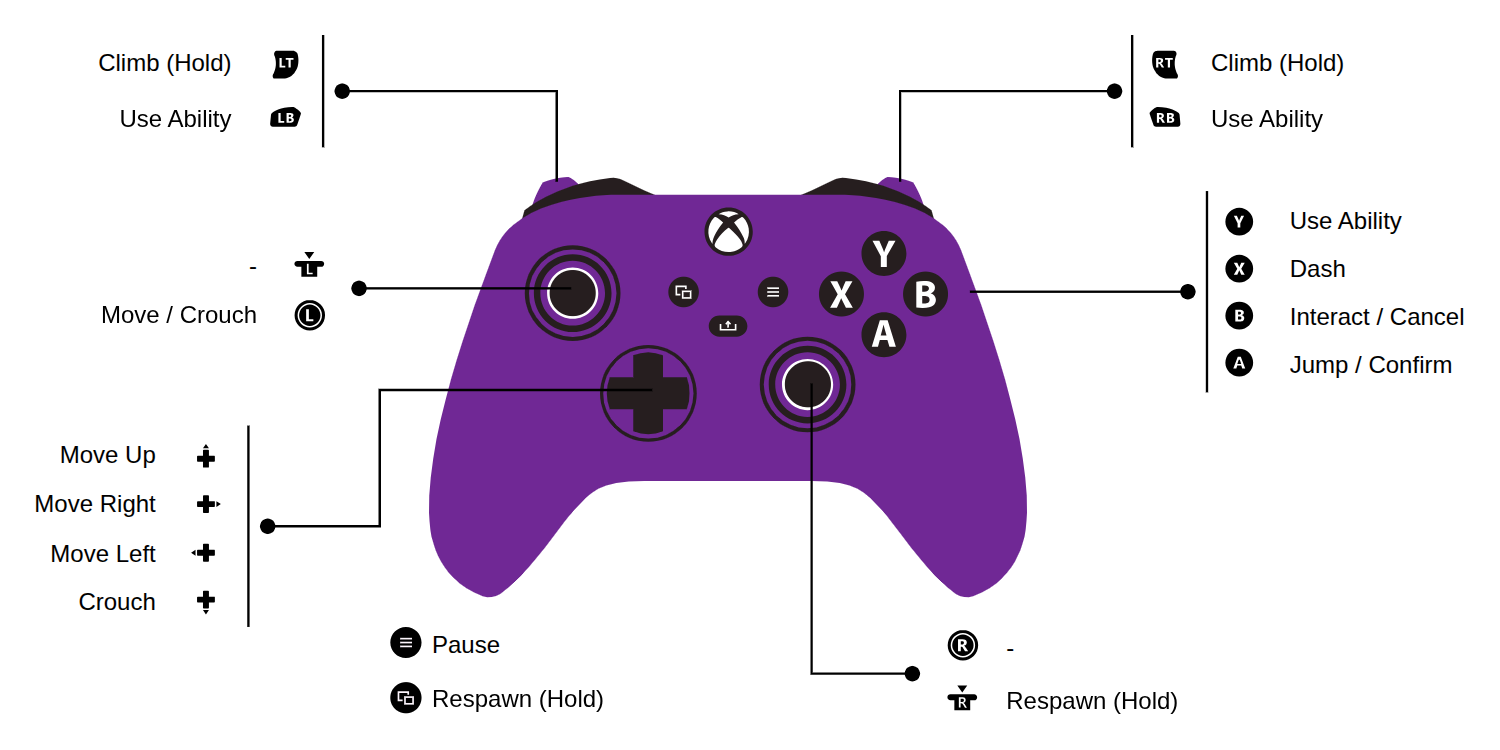 Climb (Hold) LT
Use Ability LB
RT Climb (Hold)
RB Use Ability
- L
Move / Crouch L
Y Use Ability
X Dash
B Interact / Cancel
A Jump / Confirm
Y
X B
A
Move Up
Move Right
Move Left
Crouch
Pause
Respawn (Hold)
R -
R Respawn (Hold)